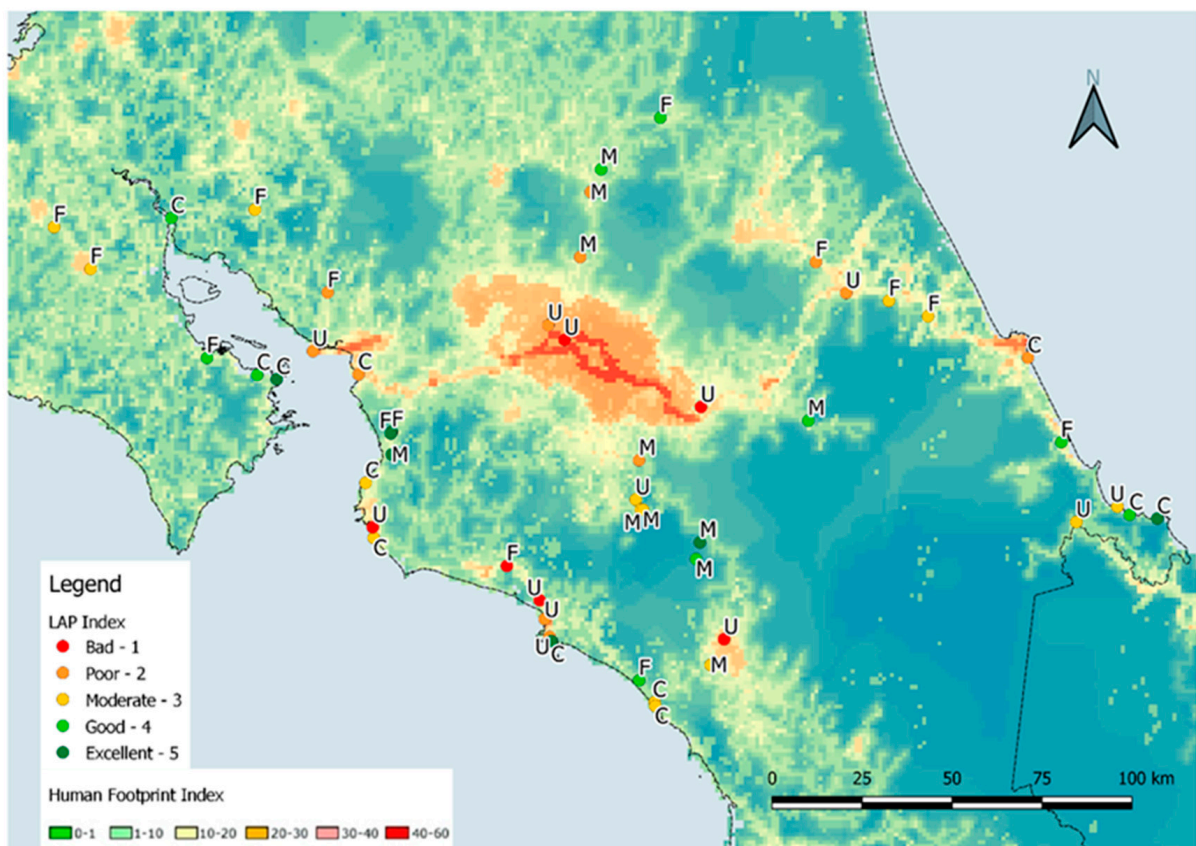 N
F
M
M
C
F
F
F
M
F
F
U
F
F
U
U
U
C
C
F
C
C
U
M
FF
M
F
M
C
U
M
M
U
C
M
M
U
C
C
U
F
U
U
U
C
U
M
F
C
C
Legend
LAP Index
Bad - 1
Poor - 2
Moderate - 3
Good - 4
Excellent - 5
0 25 50 75 100 km
Human Footprint Index
0-1 1-10 10-20 20-30 30-40 40-60